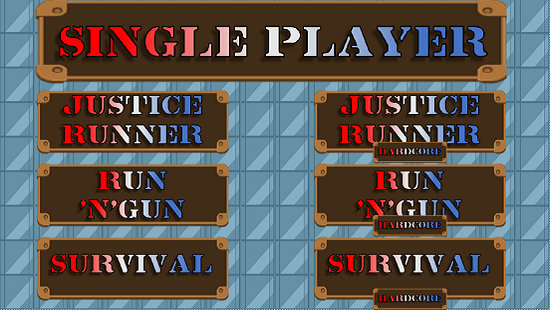 SINGLE PLAYER
JUSTICE
RUNNER
JUSTICE
RUNNER
HARDCORE
RUN
'N'GUN
RUN
'N'GUN
HARDCORE
SURVIVAL
SURVIVAL
HARDCORE